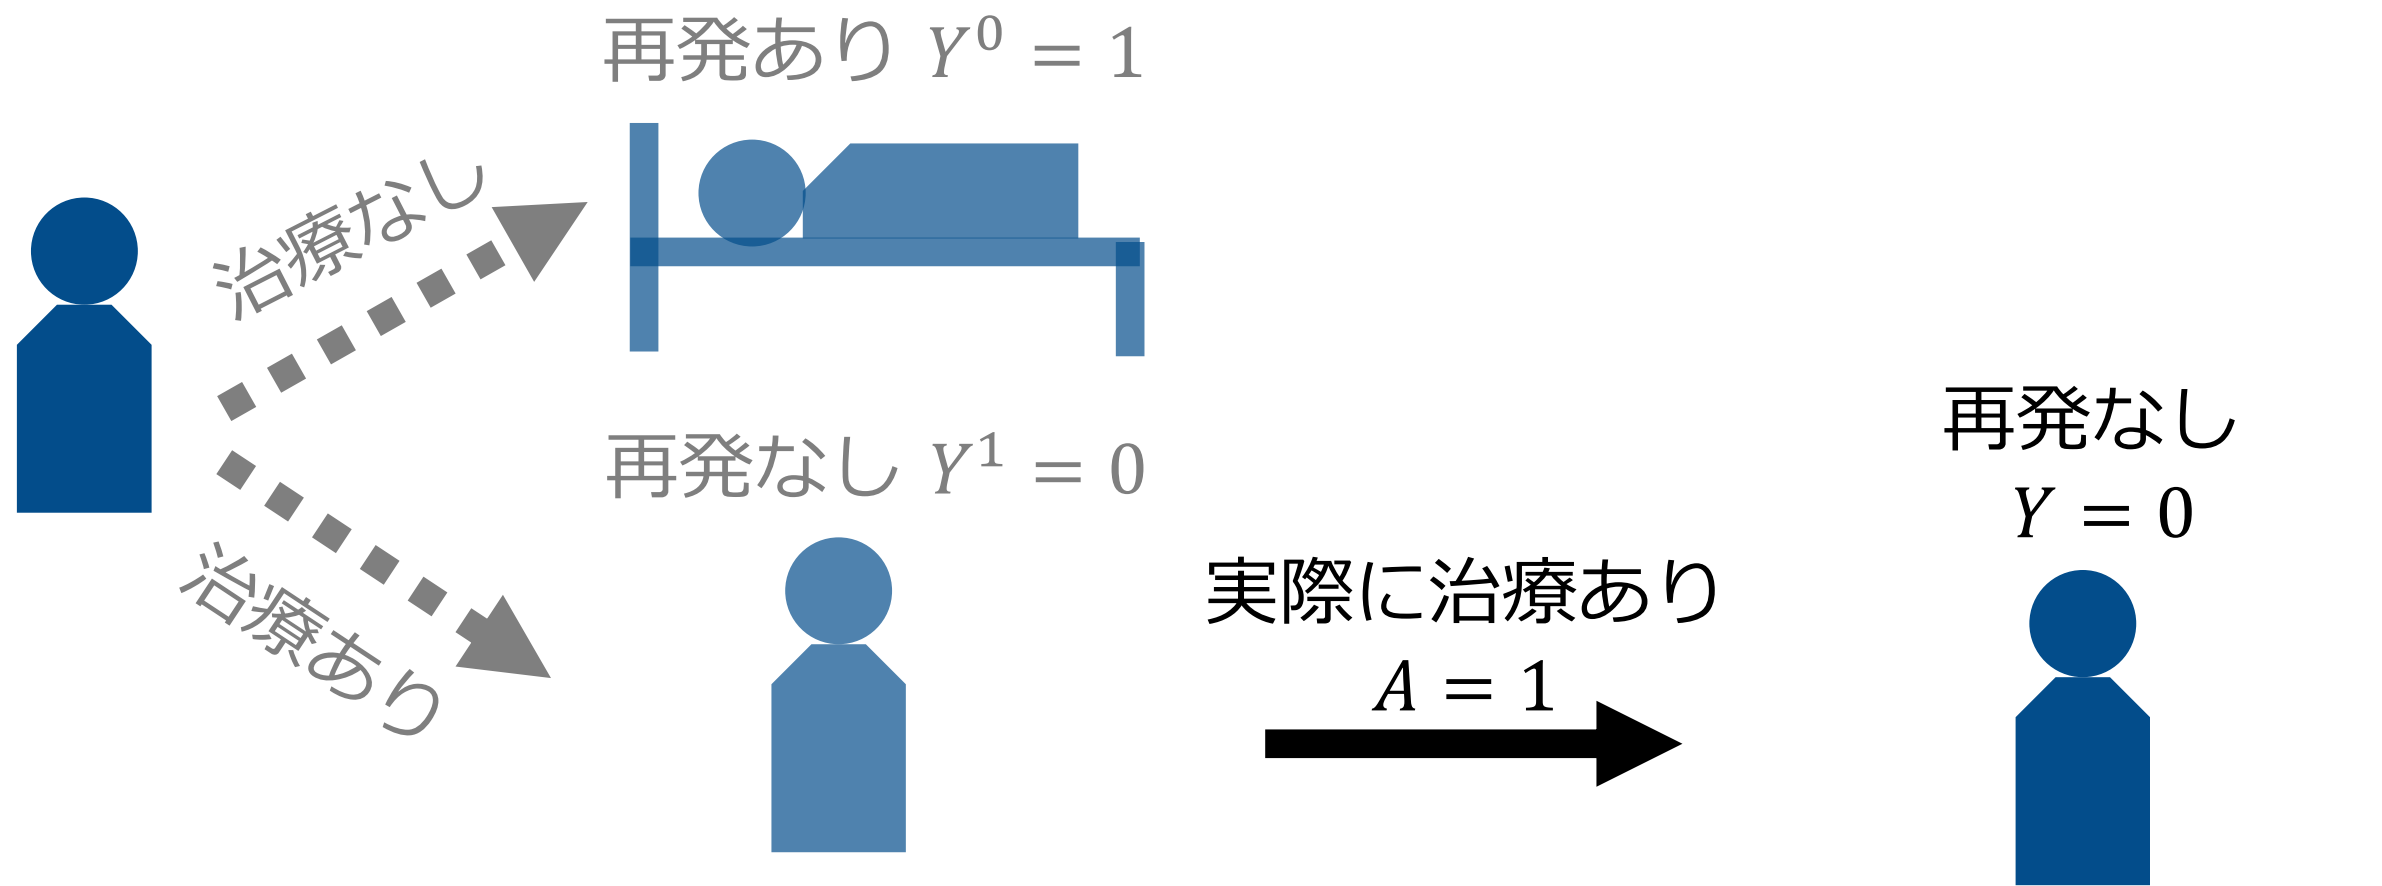 再発あり Y⁰ = 1
治療なし
再発なし Y¹ = 0
治療あり
実際に治療あり
A = 1
再発なし
Y = 0